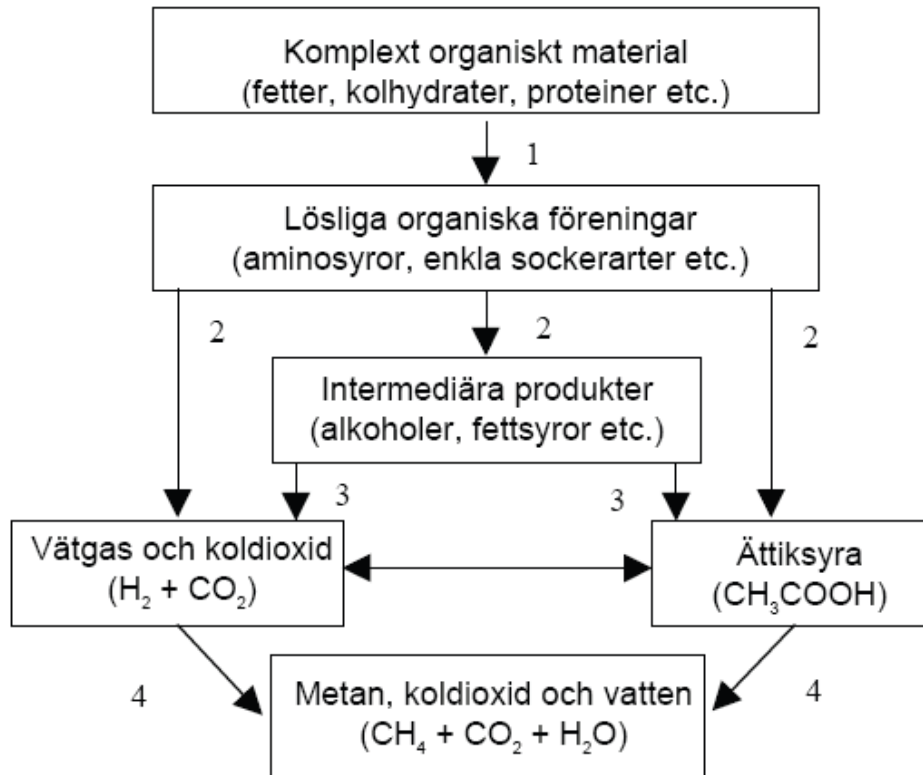 Komplext organiskt material
(fetter, kolhydrater, proteiner etc.)
1
Lösliga organiska föreningar
(aminosyror, enkla sockerarter etc.)
2
2
2
Intermediära produkter
(alkoholer, fettsyror etc.)
3
3
Vätgas och koldioxid
(H₂ + CO₂)
Ättiksyra
(CH₃COOH)
4
4
Metan, koldioxid och vatten
(CH₄ + CO₂ + H₂O)